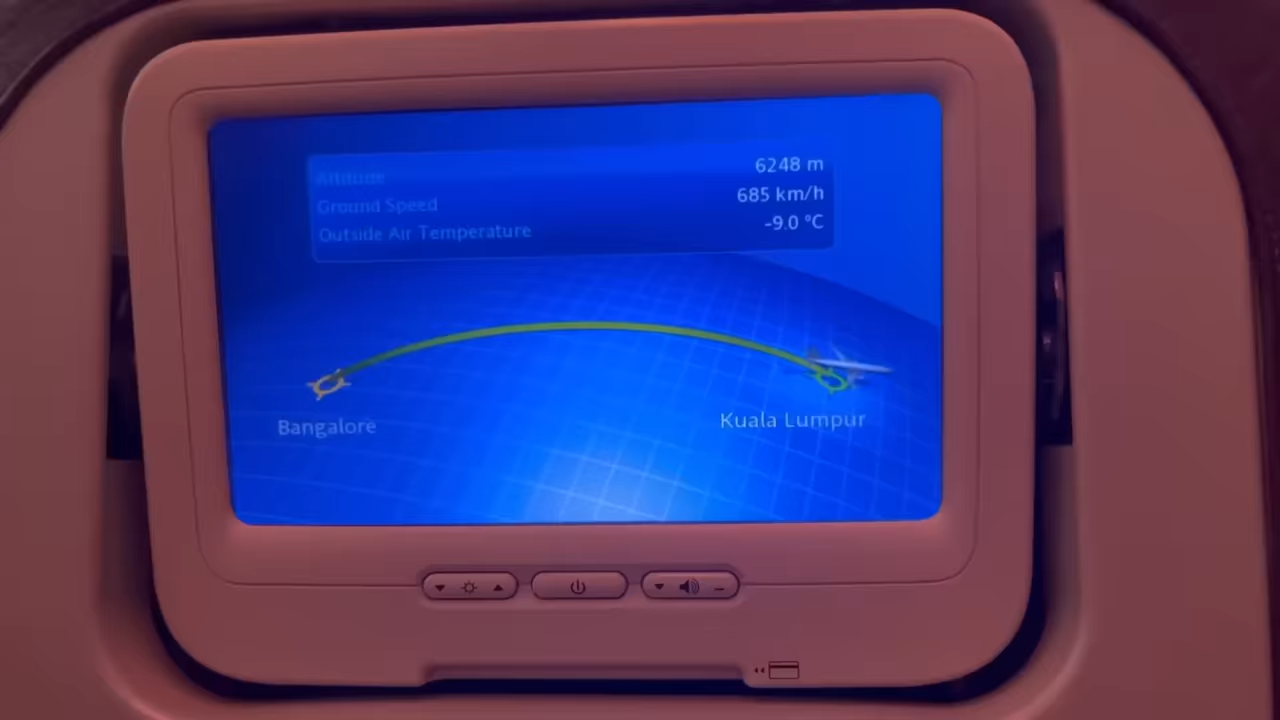 Altitude 6248 m
Ground Speed 685 km/h
Outside Air Temperature -9.0 °C
Bangalore
Kuala Lumpur